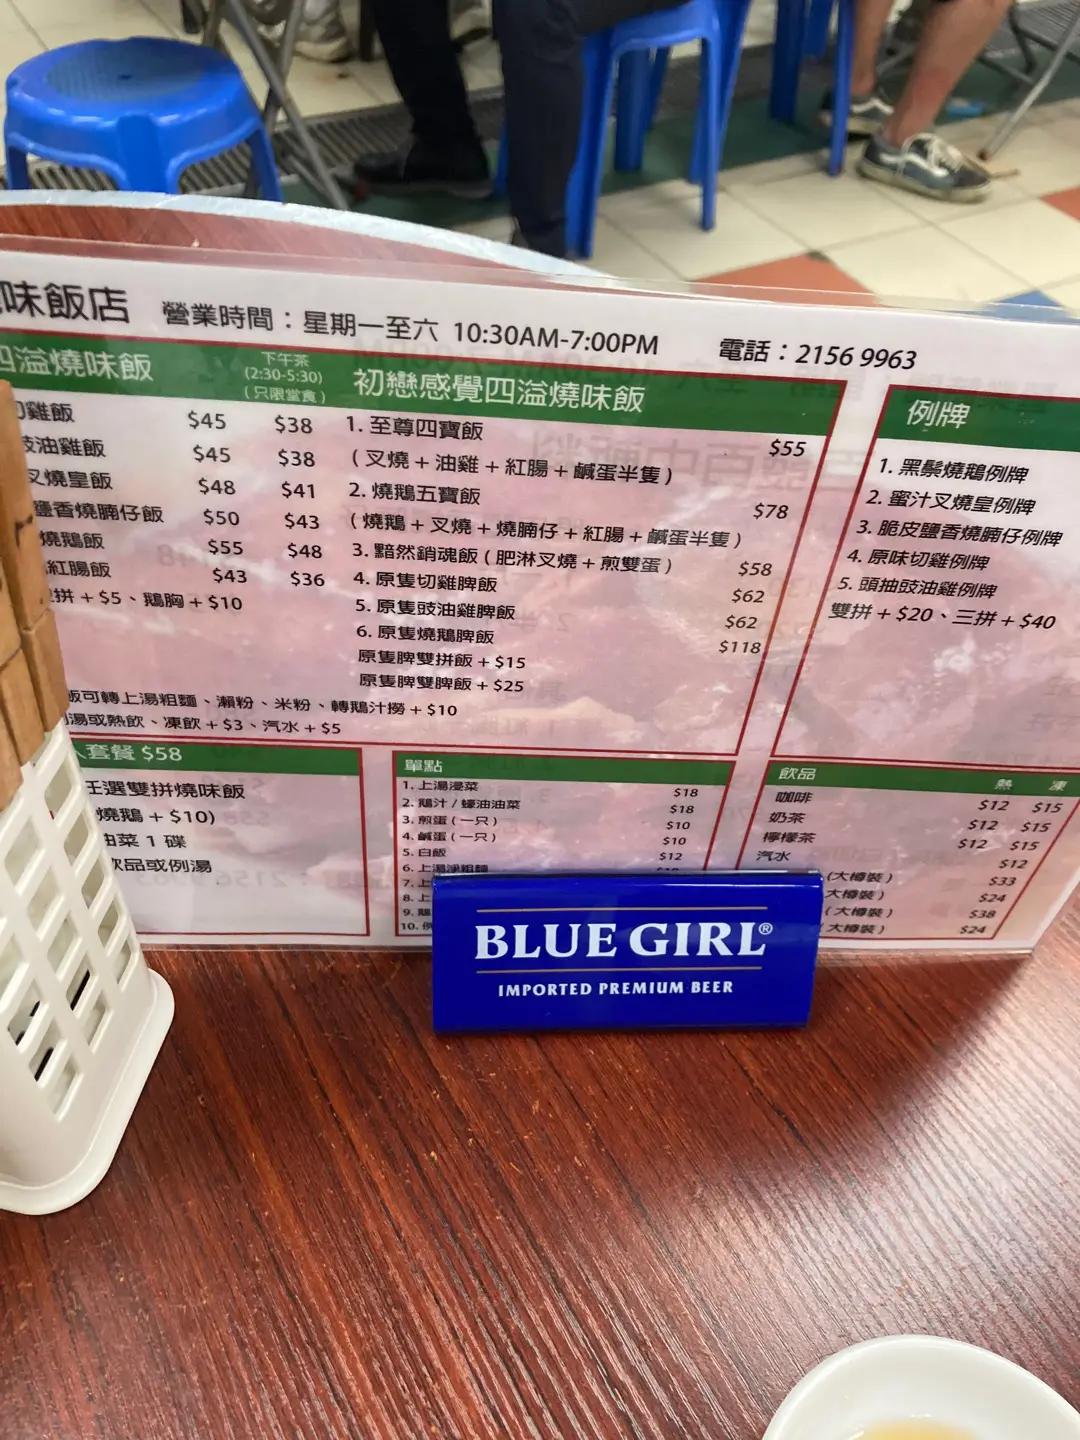 味飯店 營業時間：星期一至六 10:30AM-7:00PM 電話：2156 9963
四溢燒味飯
下午茶
(2:30-5:30)
(只限堂食)
切雞飯 $45 $38
豉油雞飯 $45 $38
叉燒皇飯 $48 $41
鹽香燒腩仔飯 $50 $43
燒鵝飯 $55 $48
紅腸飯 $43 $36
拼 + $5、鵝胸 + $10
初戀感覺四溢燒味飯
1. 至尊四寶飯 $55
( 叉燒 + 油雞 + 紅腸 + 鹹蛋半隻 )
2. 燒鵝五寶飯 $78
( 燒鵝 + 叉燒 + 燒腩仔 + 紅腸 + 鹹蛋半隻 )
3. 黯然銷魂飯 ( 肥淋叉燒 + 煎雙蛋 ) $58
4. 原隻切雞脾飯 $62
5. 原隻豉油雞脾飯 $62
6. 原隻燒鵝脾飯 $118
原隻脾雙拼飯 + $15
原隻脾雙脾飯 + $25
飯可轉上湯粗麵、瀨粉、米粉、轉鵝汁撈 + $10
湯或熱飲、凍飲 + $3、汽水 + $5
例牌
1. 黑鬃燒鵝例牌
2. 蜜汁叉燒皇例牌
3. 脆皮鹽香燒腩仔例牌
4. 原味切雞例牌
5. 頭抽豉油雞例牌
雙拼 + $20、三拼 + $40
套餐 $58
任選雙拼燒味飯
燒鵝 + $10)
油菜 1 碟
飲品或例湯
單點
1. 上湯浸菜 $18
2. 鵝汁 / 蠔油油菜 $18
3. 煎蛋 ( 一只 ) $10
4. 鹹蛋 ( 一只 ) $10
5. 白飯 $12
6. 上湯淨粗麵
7. 上
8. 上
9.
10.
飲品 熱 凍
咖啡 $12 $15
奶茶 $12 $15
檸檬茶 $12 $15
汽水 $12
( 大樽裝 ) $33
大樽裝 ) $24
( 大樽裝 ) $38
( 大樽裝 ) $24
BLUE GIRL®
IMPORTED PREMIUM BEER